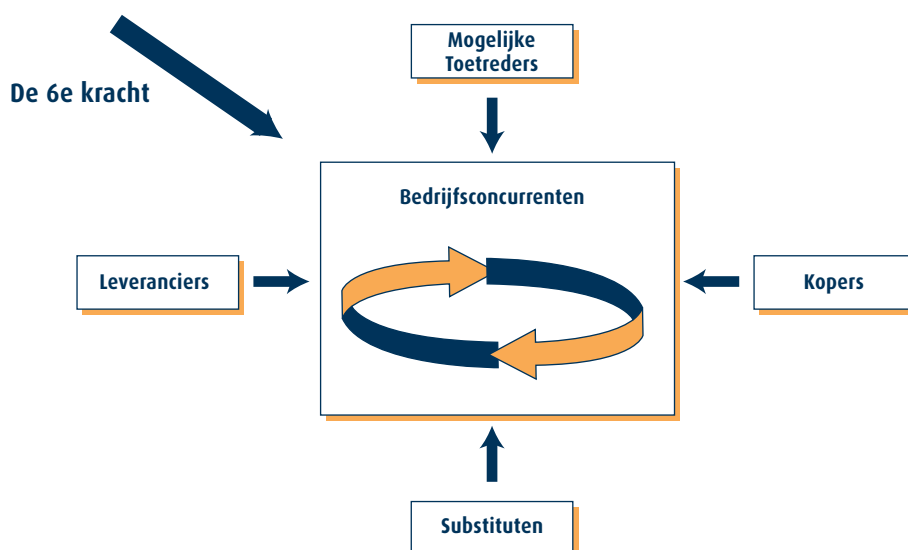 Mogelijke
Toetreders
De 6e kracht
Bedrijfsconcurrenten
Leveranciers
Kopers
Substituten